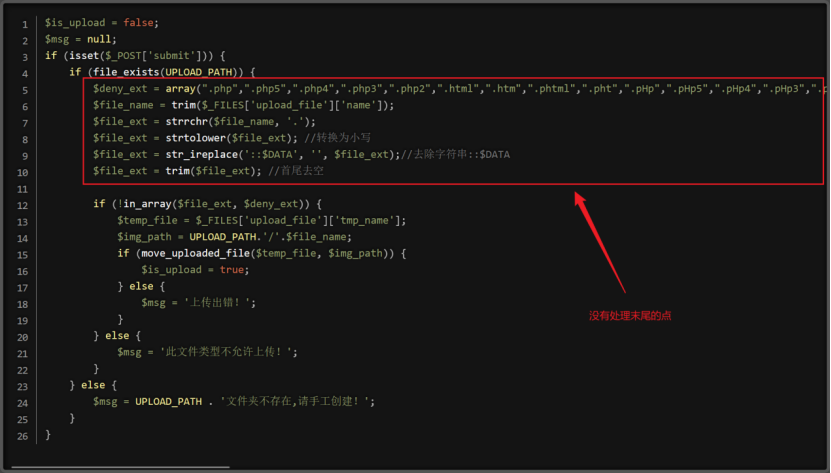 1 $is_upload = false;
2 $msg = null;
3 if (isset($_POST['submit'])) {
4 if (file_exists(UPLOAD_PATH)) {
5 $deny_ext = array(".php",".php5",".php4",".php3",".php2",".html",".htm",".phtml",".pht",".pHp",".pHp5",".pHp4",".pHp3",".p
6 $file_name = trim($_FILES['upload_file']['name']);
7 $file_ext = strrchr($file_name, '.');
8 $file_ext = strtolower($file_ext); //转换为小写
9 $file_ext = str_ireplace('::$DATA', '', $file_ext);//去除字符串::$DATA
10 $file_ext = trim($file_ext); //首尾去空
11
12 if (!in_array($file_ext, $deny_ext)) {
13 $temp_file = $_FILES['upload_file']['tmp_name'];
14 $img_path = UPLOAD_PATH.'/'.$file_name;
15 if (move_uploaded_file($temp_file, $img_path)) {
16 $is_upload = true;
17 } else {
18 $msg = '上传出错!';
没有处理末尾的点
19 }
20 } else {
21 $msg = '此文件类型不允许上传!';
22 }
23 } else {
24 $msg = UPLOAD_PATH . '文件夹不存在,请手工创建!';
25 }
26 }